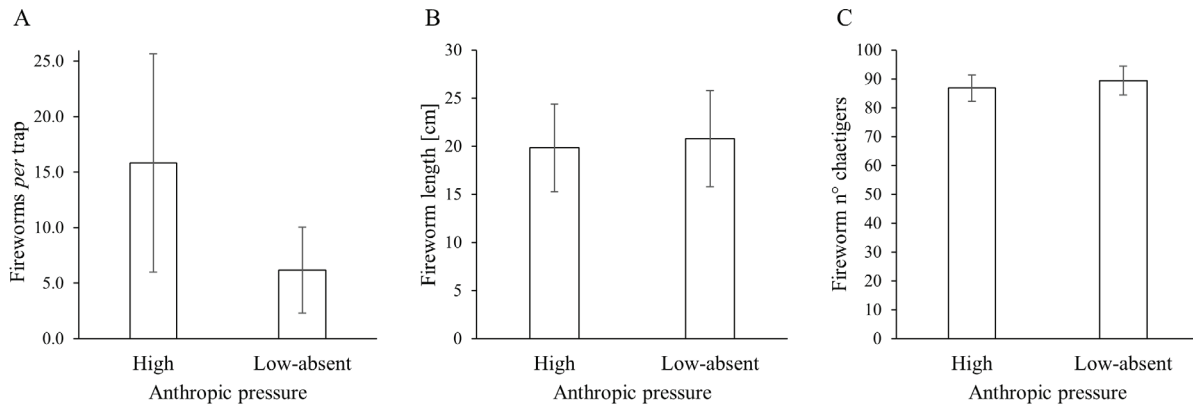 A
Fireworms per trap
25.0
20.0
15.0
10.0
5.0
0.0
High
Low-absent
Anthropic pressure
B
Fireworm length [cm]
30
25
20
15
10
5
0
High
Low-absent
Anthropic pressure
C
Fireworm n° chaetigers
100
90
80
70
60
50
40
30
20
10
0
High
Low-absent
Anthropic pressure